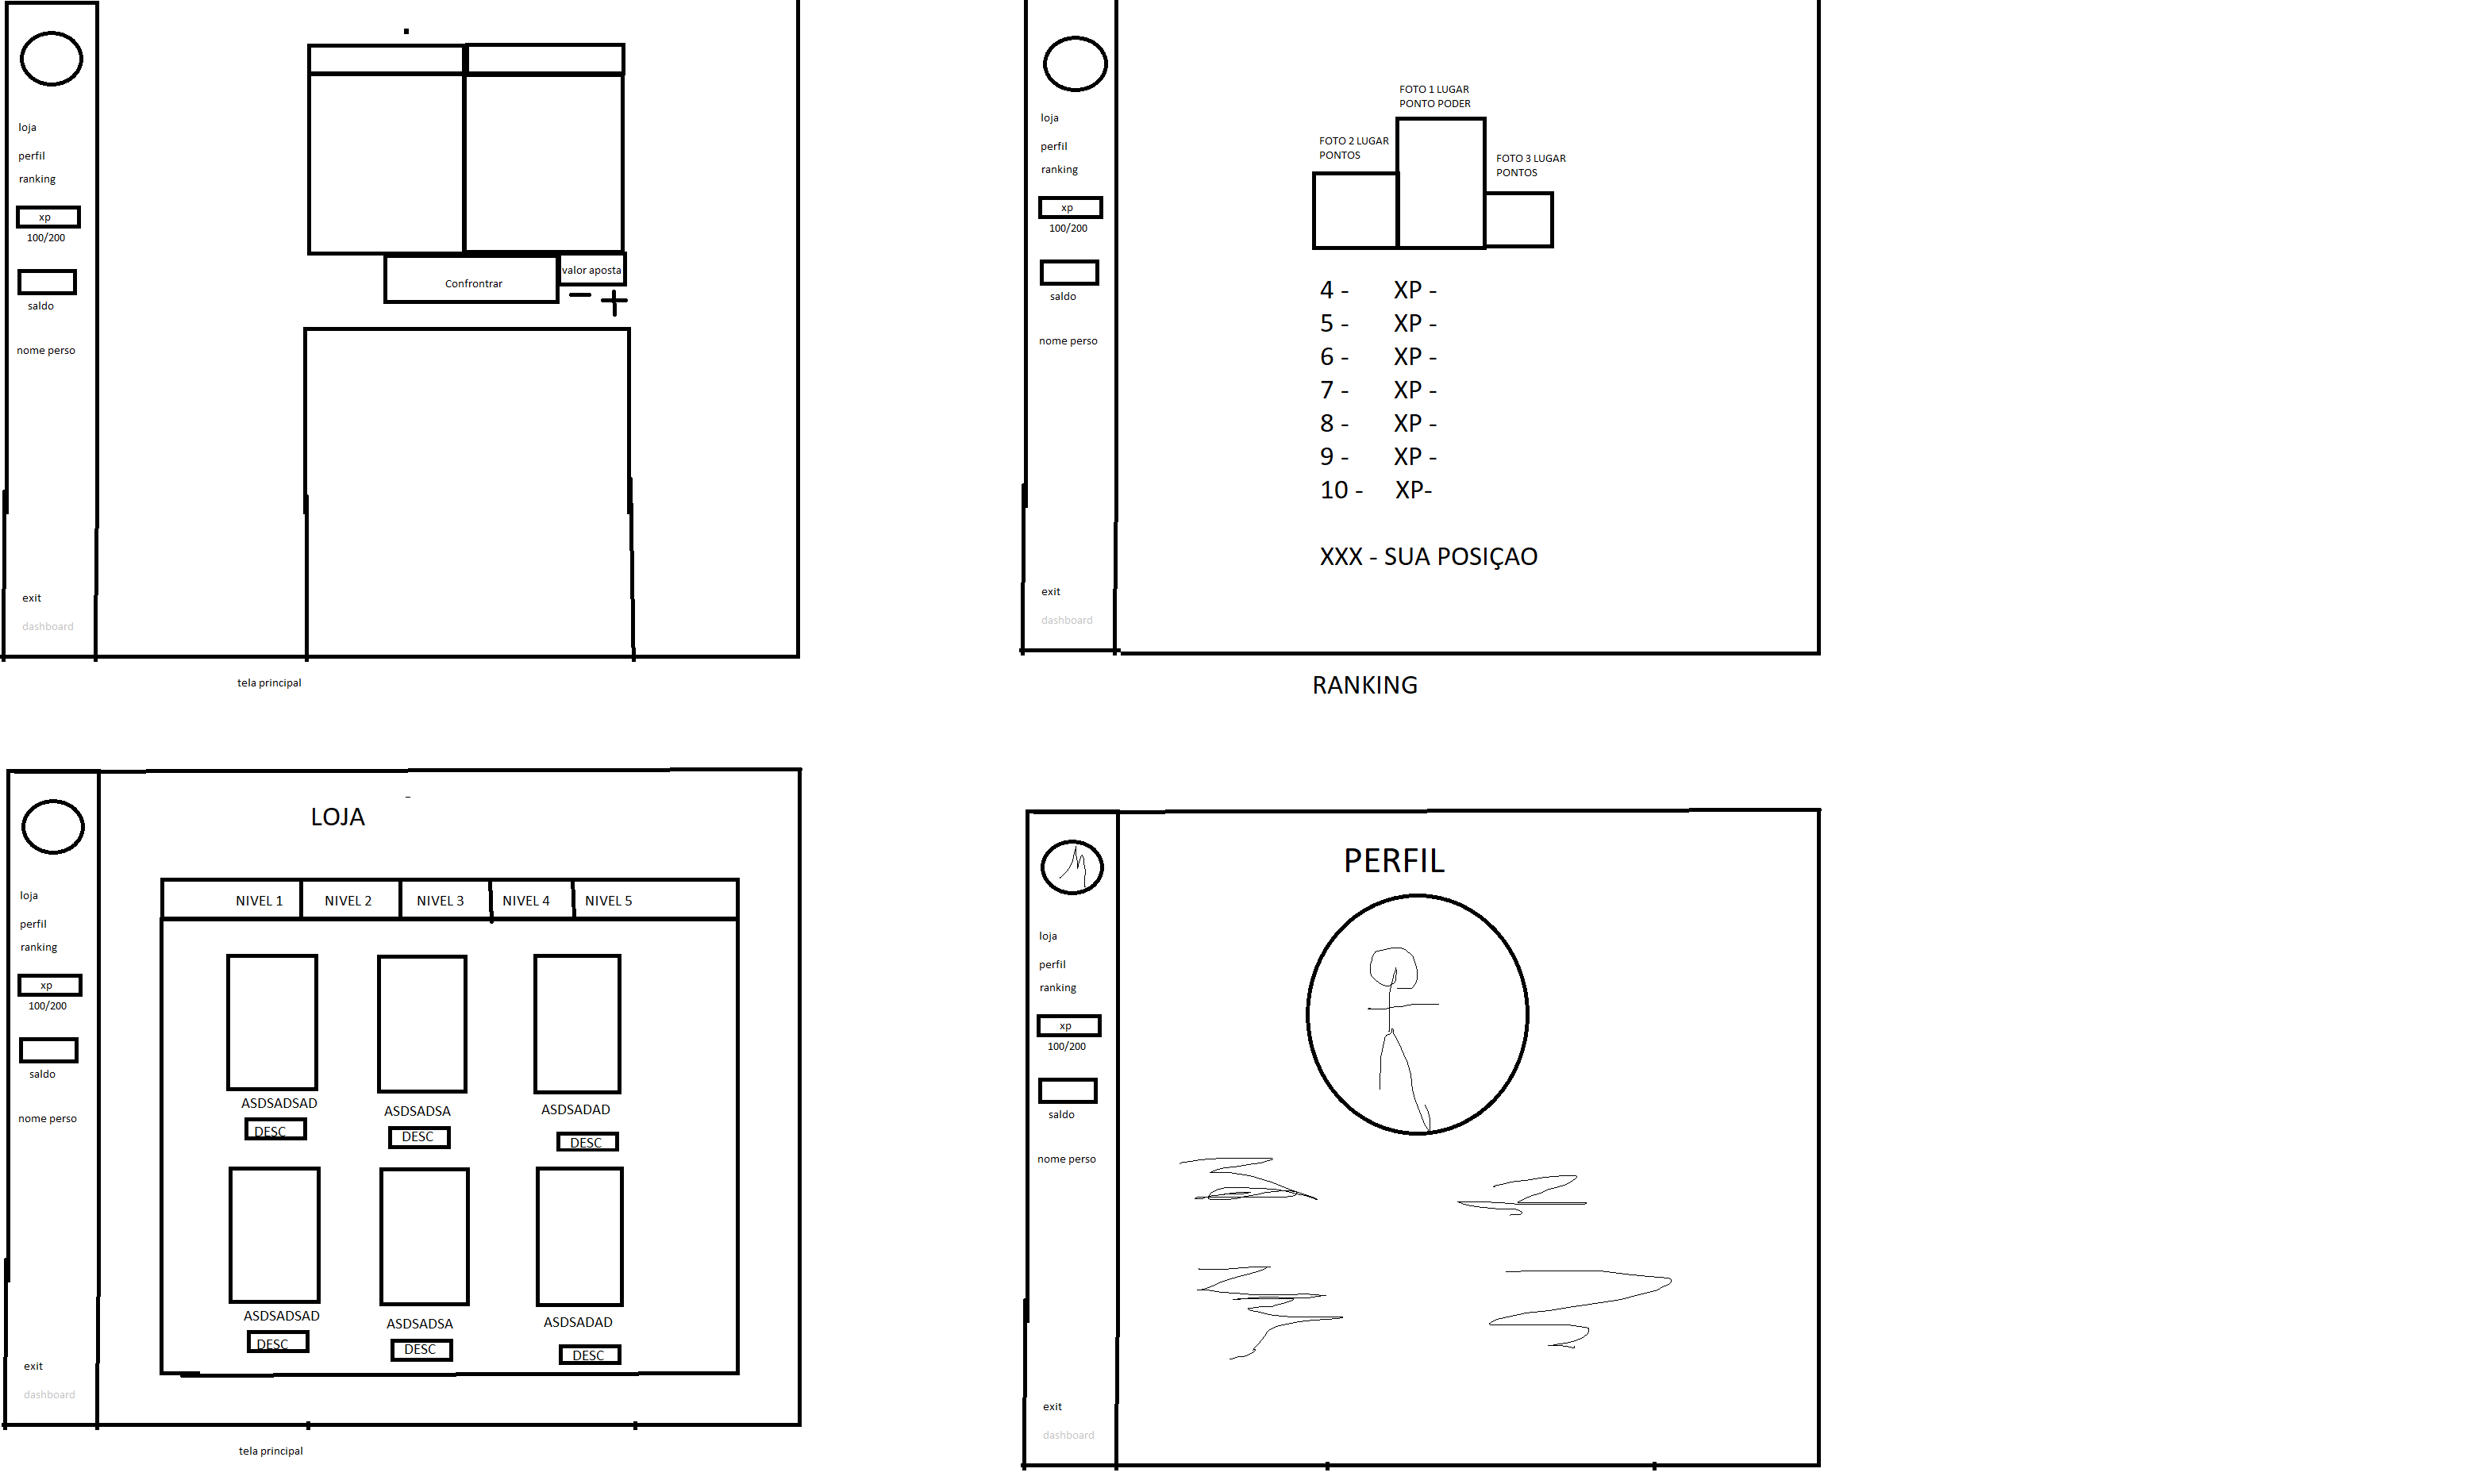 loja
perfil
ranking
xp
100/200
saldo
nome perso
exit
dashboard
Confrontar
valor aposta
tela principal
loja
perfil
ranking
xp
100/200
saldo
nome perso
exit
dashboard
FOTO 1 LUGAR
PONTO PODER
FOTO 2 LUGAR
PONTOS
FOTO 3 LUGAR
PONTOS
4 - XP -
5 - XP -
6 - XP -
7 - XP -
8 - XP -
9 - XP -
10 - XP-
XXX - SUA POSIÇAO
RANKING
loja
perfil
ranking
xp
100/200
saldo
nome perso
exit
dashboard
LOJA
NIVEL 1 NIVEL 2 NIVEL 3 NIVEL 4 NIVEL 5
ASDSADSAD ASDSADSA ASDSADAD
DESC DESC DESC
ASDSADSAD ASDSADSA ASDSADAD
DESC DESC DESC
tela principal
loja
perfil
ranking
xp
100/200
saldo
nome perso
exit
dashboard
PERFIL